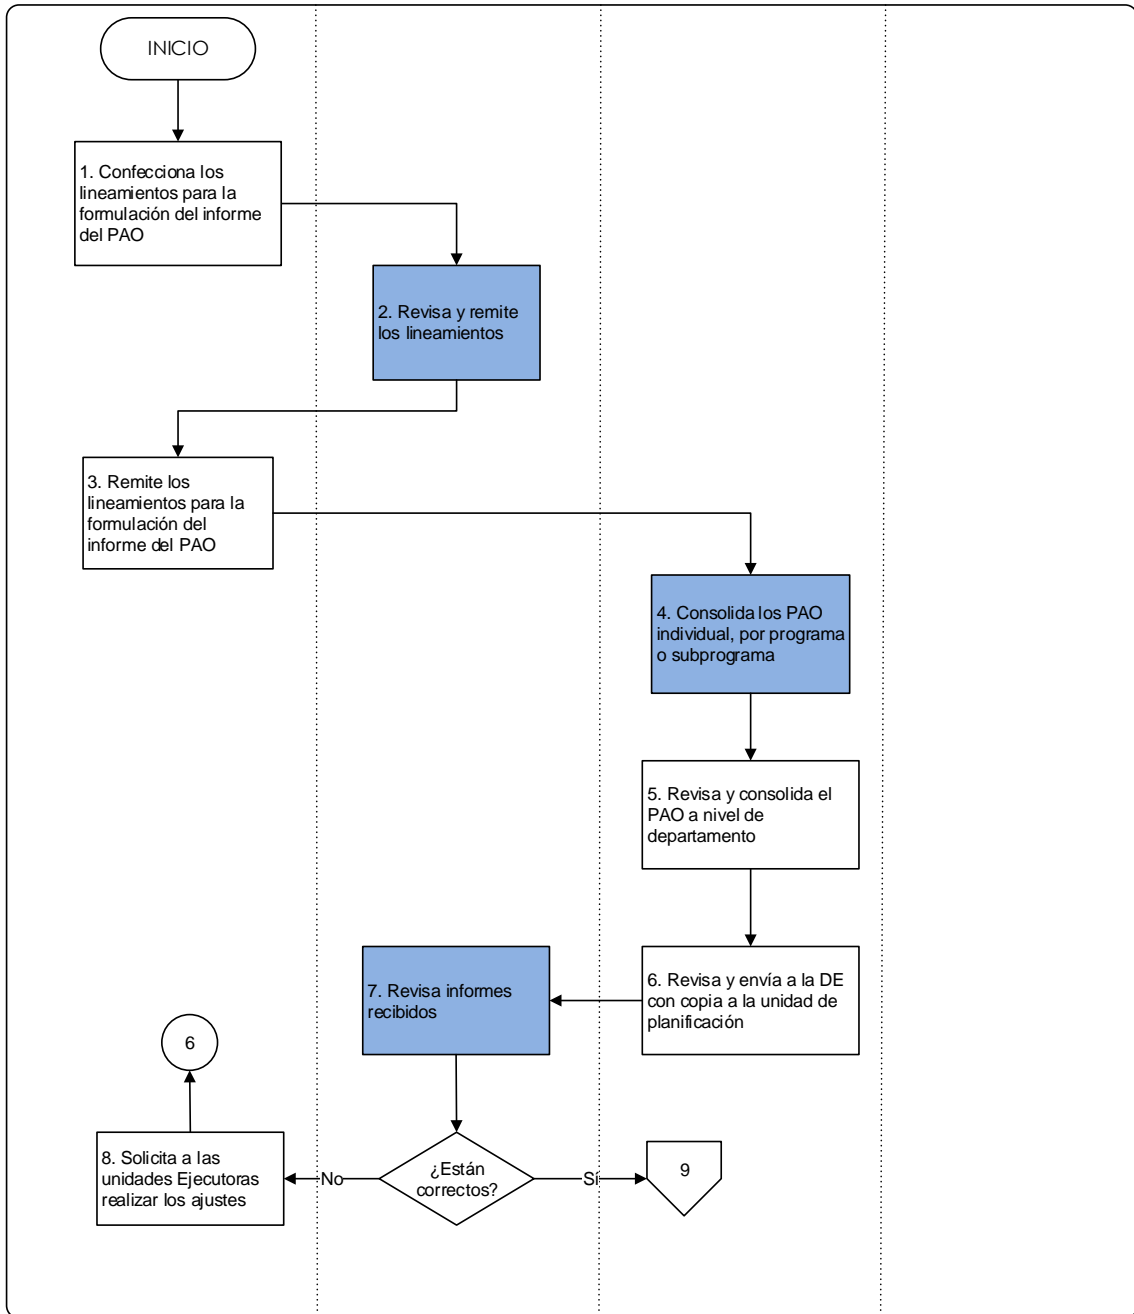 INICIO
1. Confecciona los
lineamientos para la
formulación del informe
del PAO
2. Revisa y remite
los lineamientos
3. Remite los
lineamientos para la
formulación del
informe del PAO
4. Consolida los PAO
individual, por programa
o subprograma
5. Revisa y consolida el
PAO a nivel de
departamento
6. Revisa y envía a la DE
con copia a la unidad de
planificación
7. Revisa informes
recibidos
6
8. Solicita a las
unidades Ejecutoras
realizar los ajustes
No
¿Están
correctos?
Si
9